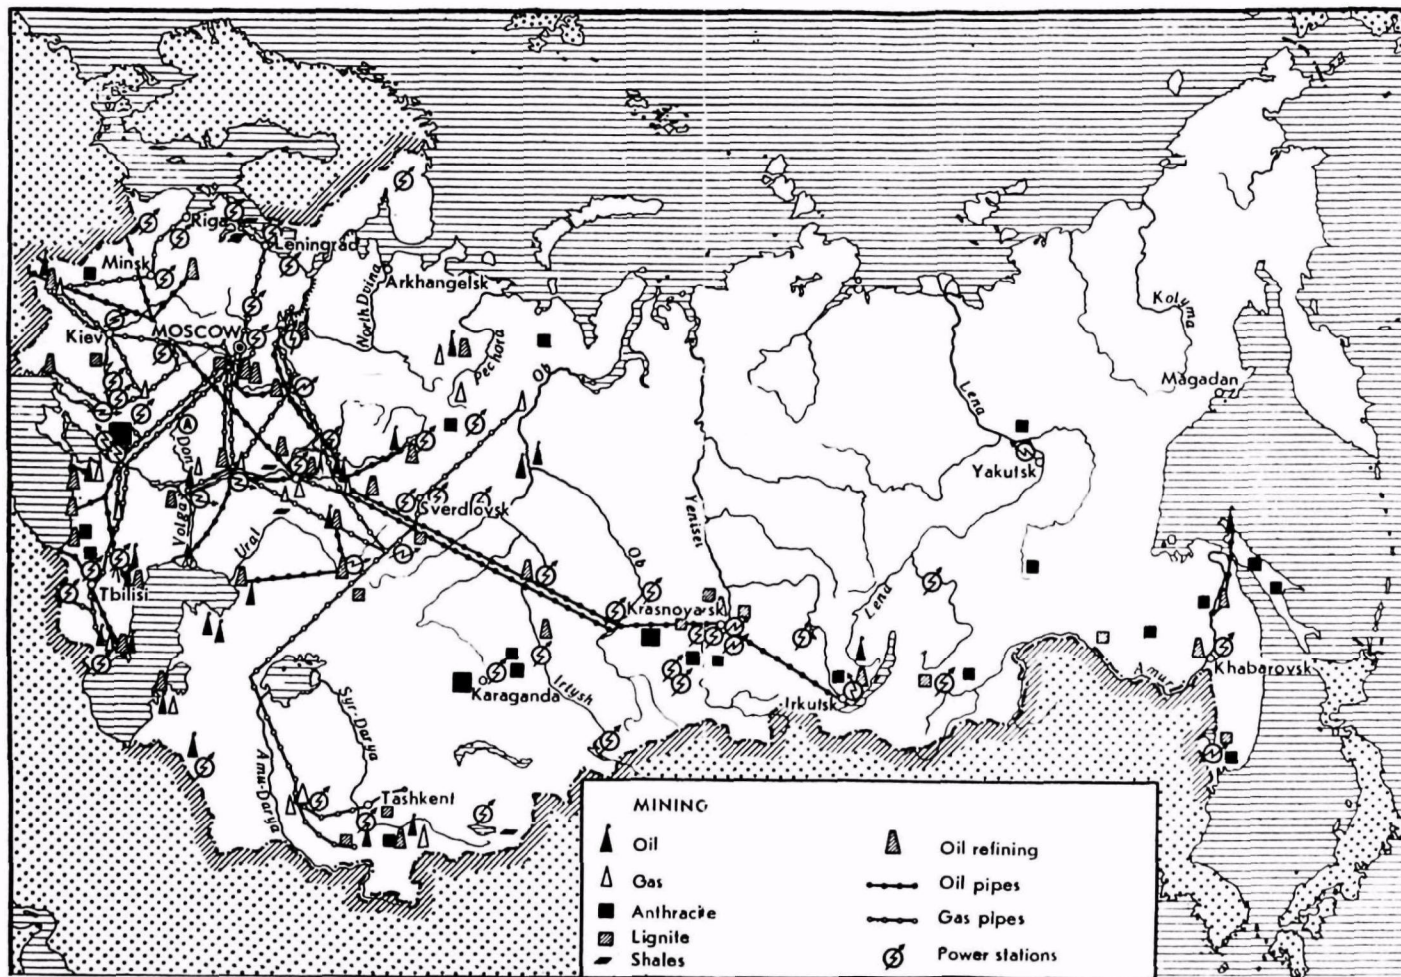 Riga
Leningrad
Minsk
North Dvina
Arkhangelsk
Kolyma
Kiev
MOSCOW
Pechora
Ob
Lena
Magadan
A
Don
Yakutsk
Volga
Sverdlovsk
Yenisei
Ural
Ob
Tbilisi
Krasnoyarsk
Lena
Khabarovsk
Amur
Karaganda
Irtysh
Irkutsk
Syr-Darya
Amu-Darya
Tashkent
MINING
Oil
Gas
Anthracite
Lignite
Shales
Oil refining
Oil pipes
Gas pipes
Power stations